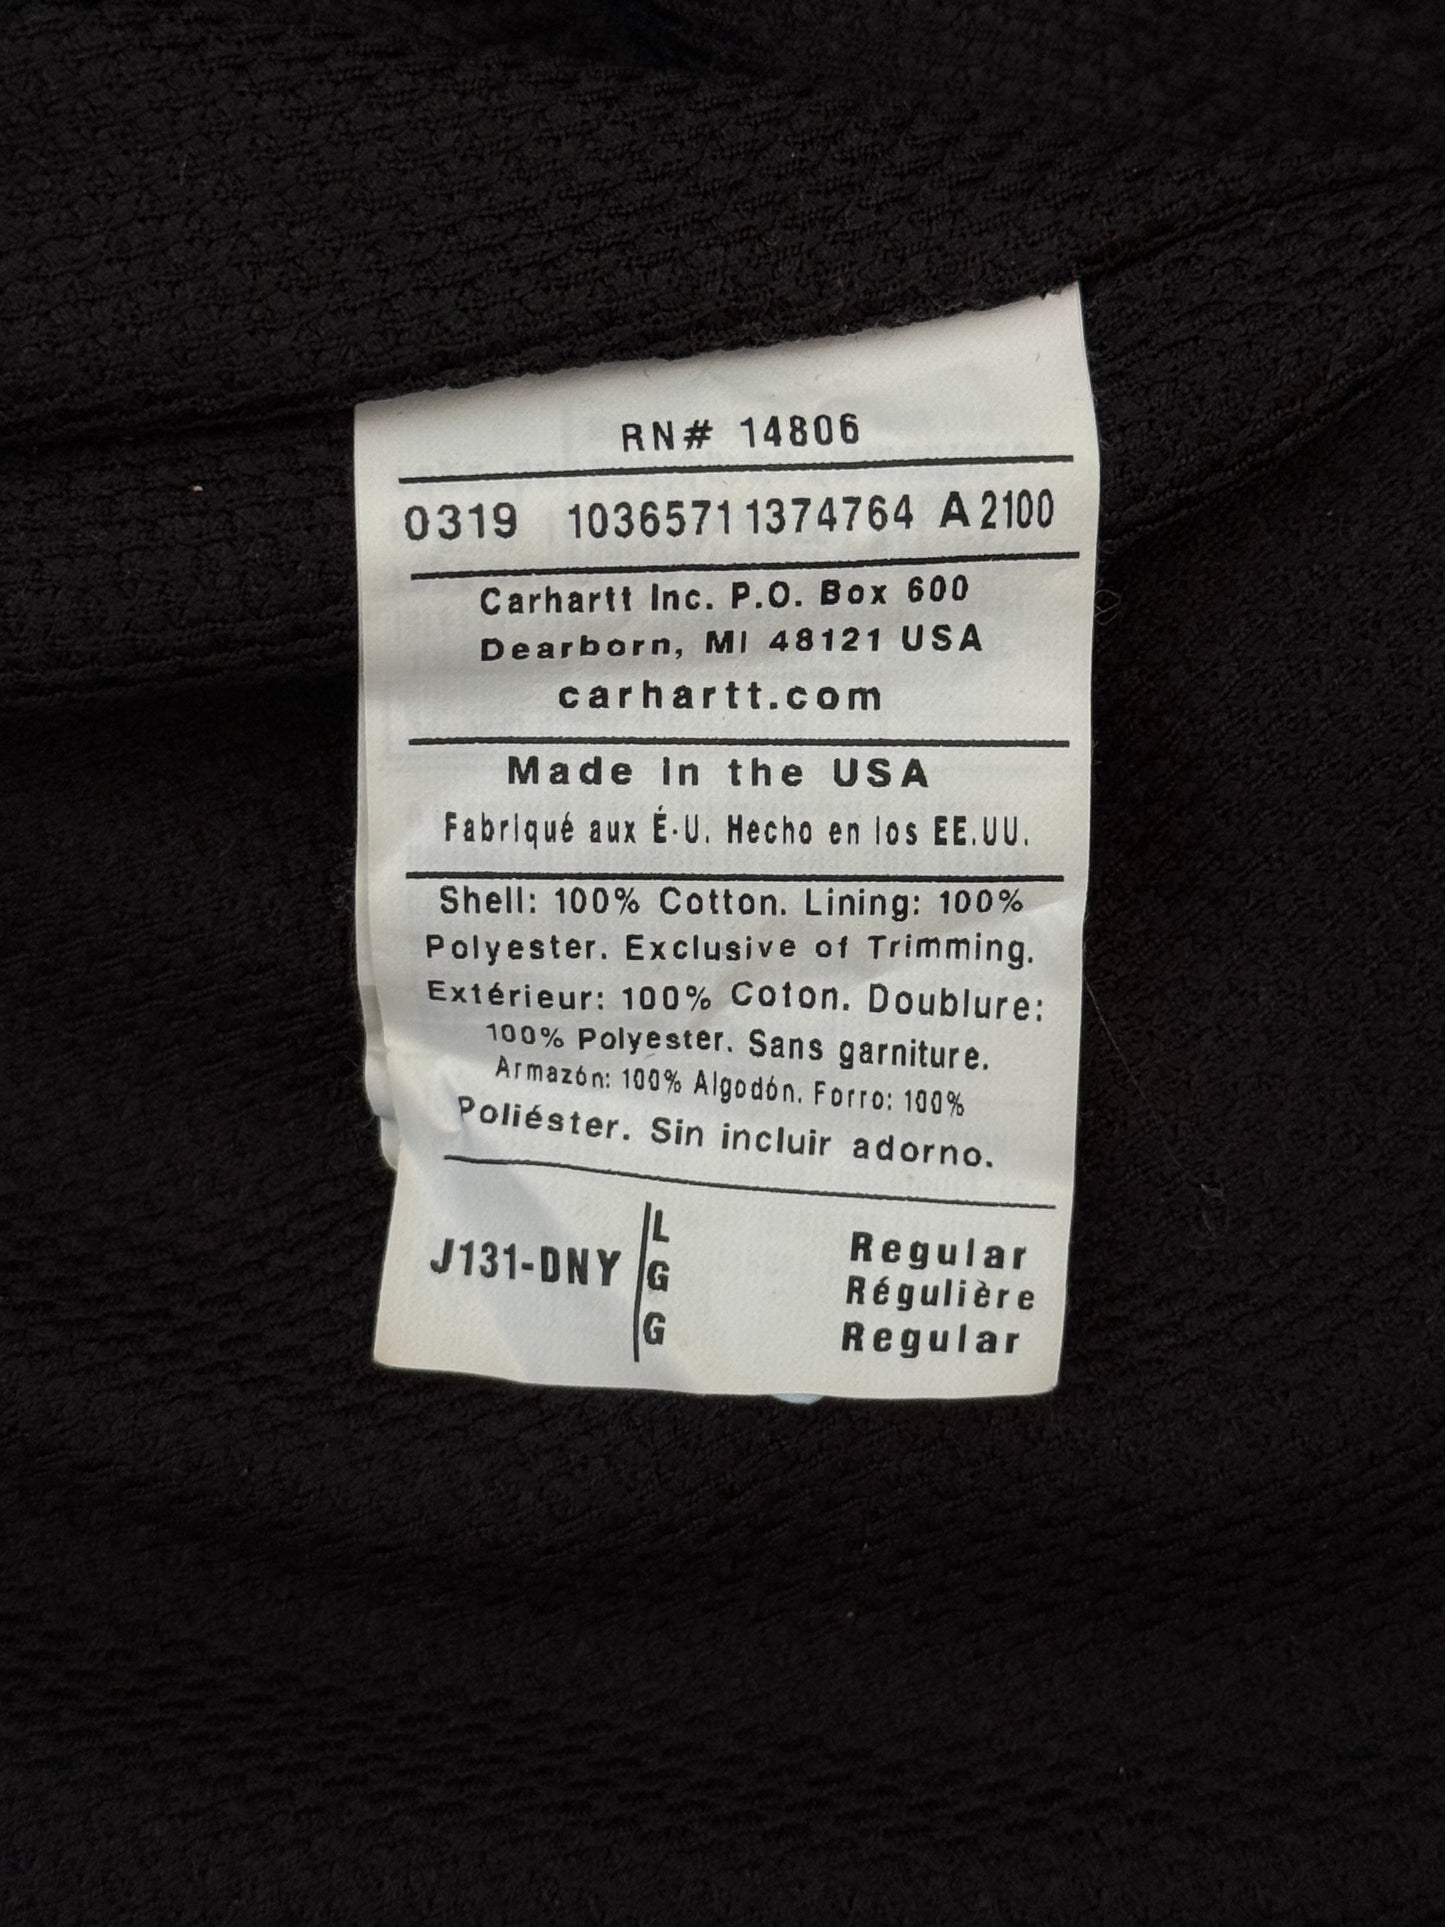 RN# 14806
0319 10365711374764 A 2100
Carhartt Inc. P.O. Box 600
Dearborn, MI 48121 USA
carhartt.com
Made in the USA
Fabriqué aux É-U. Hecho en los EE.UU.
Shell: 100% Cotton. Lining: 100%
Polyester. Exclusive of Trimming.
Extérieur: 100% Coton. Doublure:
100% Polyester. Sans garniture.
Armazón: 100% Algodón. Forro: 100%
Poliéster. Sin incluir adorno.
J131-DNY
L Regular
G Régulière
G Regular